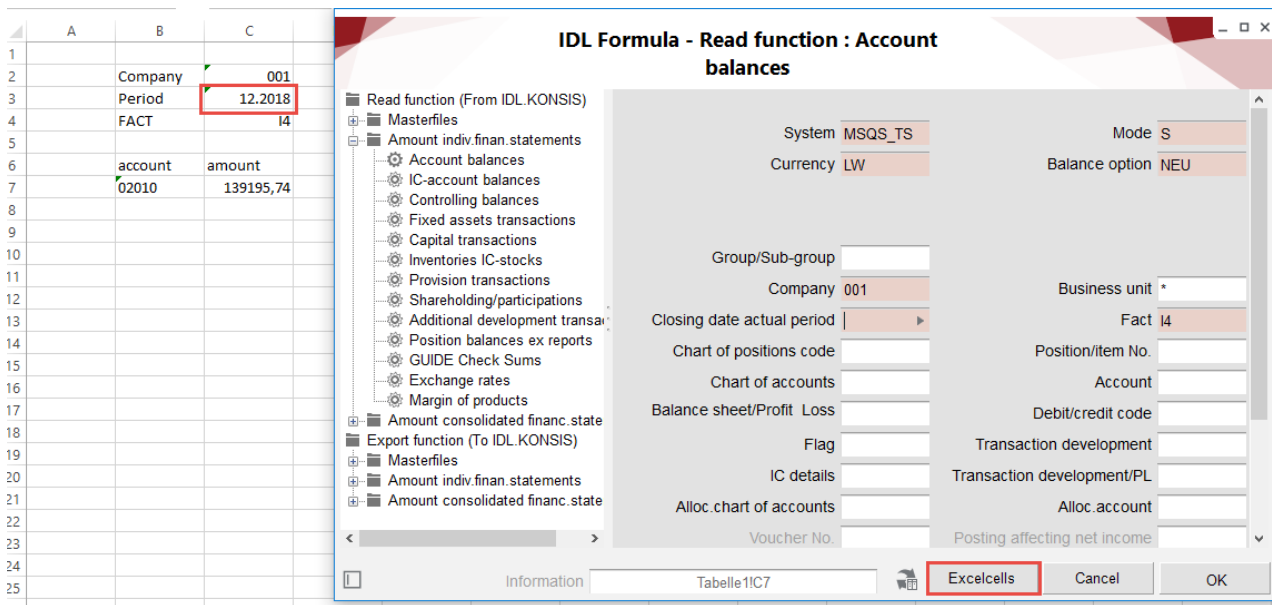 A B C
1
2 Company 001
3 Period 12.2018
4 FACT I4
5
6 account amount
7 02010 139195,74
8
9
10
11
12
13
14
15
16
17
18
19
20
21
22
23
24
25
IDL Formula - Read function : Account
balances
Read function (From IDL.KONSIS)
Masterfiles
Amount indiv.finan.statements
Account balances
IC-account balances
Controlling balances
Fixed assets transactions
Capital transactions
Inventories IC-stocks
Provision transactions
Shareholding/participations
Additional development transa
Position balances ex reports
GUIDE Check Sums
Exchange rates
Margin of products
Amount consolidated financ.state
Export function (To IDL.KONSIS)
Masterfiles
Amount indiv.finan.statements
Amount consolidated financ.state
System MSQS_TS Mode S
Currency LW Balance option NEU
Group/Sub-group
Company 001 Business unit *
Closing date actual period Fact I4
Chart of positions code Position/item No.
Chart of accounts Account
Balance sheet/Profit Loss Debit/credit code
Flag Transaction development
IC details Transaction development/PL
Alloc.chart of accounts Alloc.account
Voucher No. Posting affecting net income
Information Tabelle1!C7 Excelcells Cancel OK